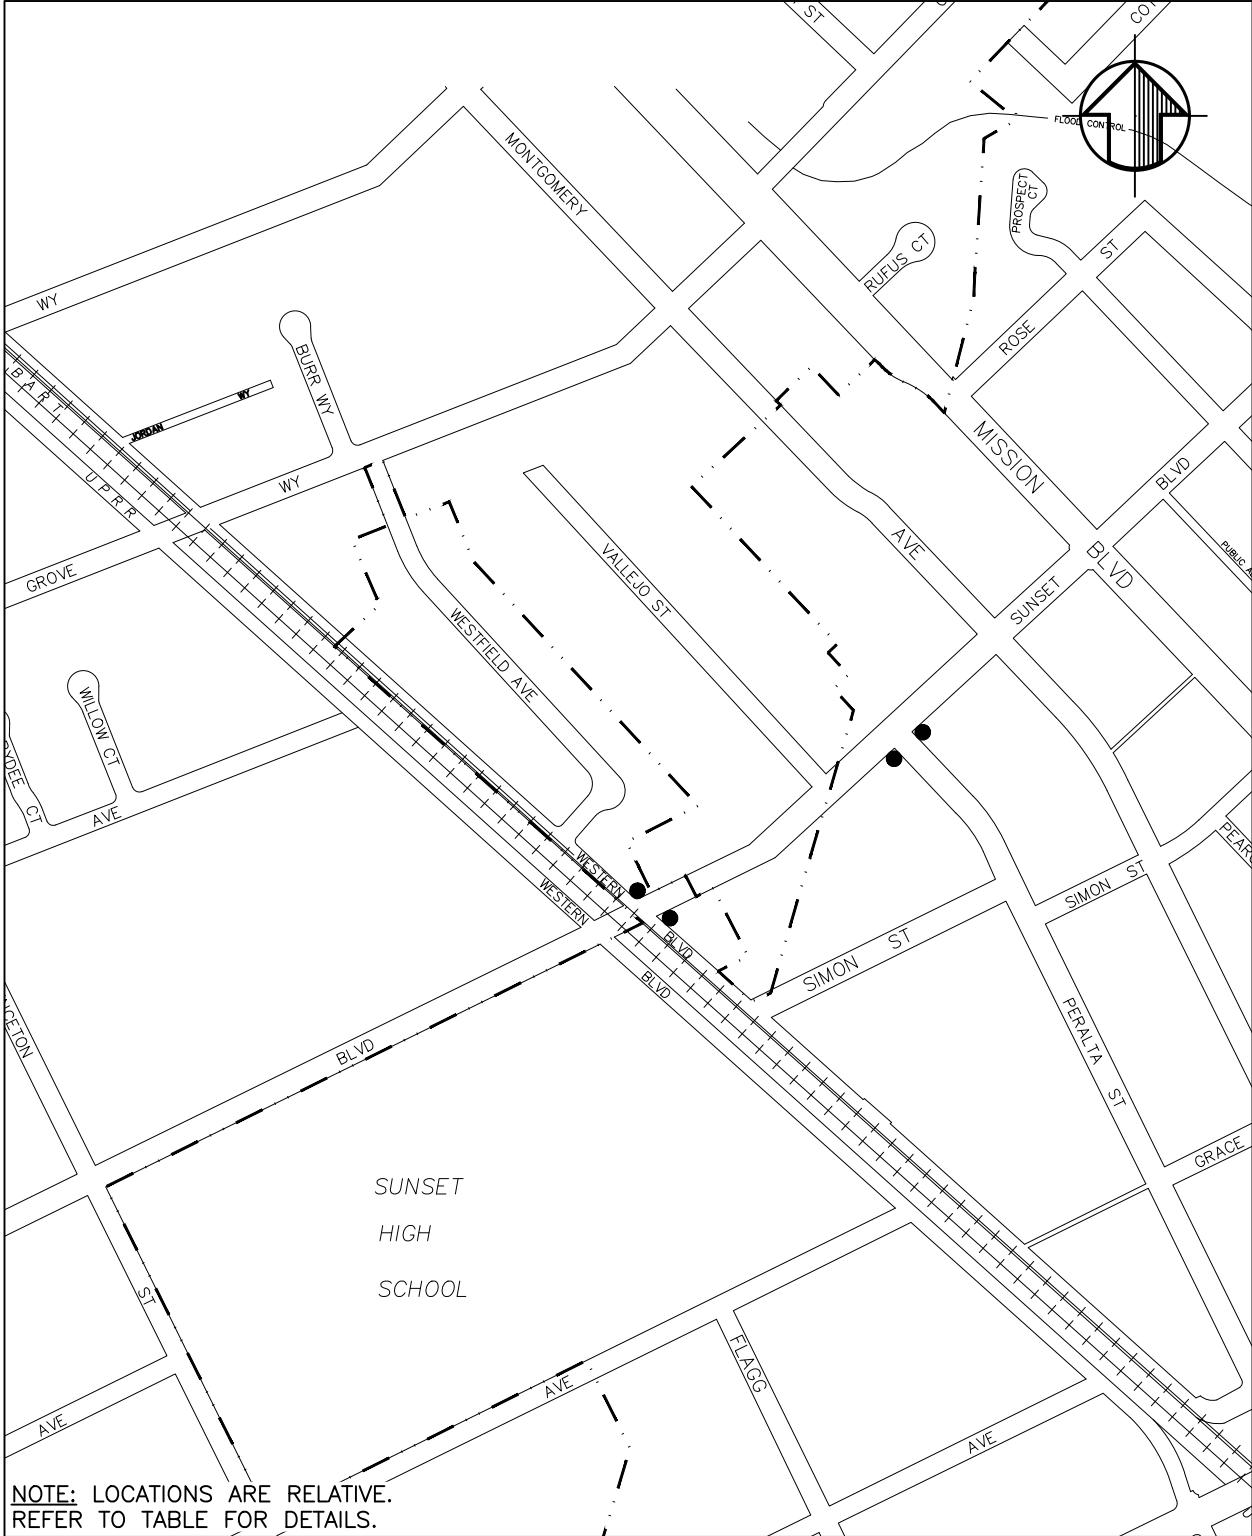 ST
FLOOD CONTROL
MONTGOMERY
PROSPECT
CT
ST
RUFUS CT
WY
ROSE
BURR WY
BART
JORDAN
WY
MISSION
BLVD
WY
UPRR
AVE
BLVD
GROVE
VALLEJO ST
SUNSET
WESTFIELD AVE
WILLOW CT
CT
AVE
WESTERN
WESTERN
SIMON ST
BLVD
SIMON ST
BLVD
BLVD
PERALTA ST
GRACE
SUNSET
HIGH
SCHOOL
ST
FLAGG
AVE
AVE
AVE
NOTE: LOCATIONS ARE RELATIVE.
REFER TO TABLE FOR DETAILS.